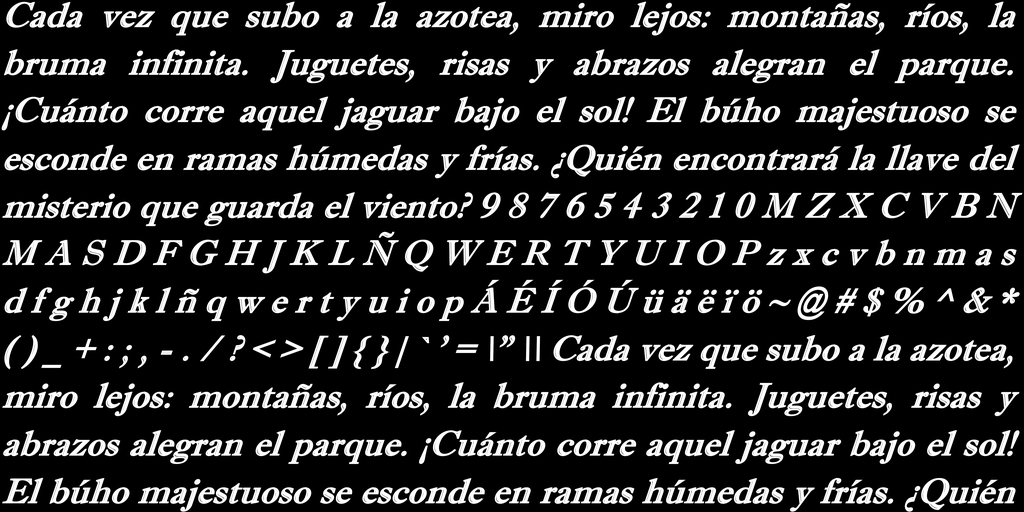 Cada vez que subo a la azotea, miro lejos: montañas, ríos, la
bruma infinita. Juguetes, risas y abrazos alegran el parque.
¡Cuánto corre aquel jaguar bajo el sol! El búho majestuoso se
esconde en ramas húmedas y frías. ¿Quién encontrará la llave del
misterio que guarda el viento? 9 8 7 6 5 4 3 2 1 0 M Z X C V B N
M A S D F G H J K L Ñ Q W E R T Y U I O P z x c v b n m a s
d f g h j k l ñ q w e r t y u i o p Á É Í Ó Ú ü ä ë ï ö ~ @ # $ % ^ & *
( ) _ + : ; , - . / ? < > [ ] { } | ` ’ = \” \\ Cada vez que subo a la azotea,
miro lejos: montañas, ríos, la bruma infinita. Juguetes, risas y
abrazos alegran el parque. ¡Cuánto corre aquel jaguar bajo el sol!
El búho majestuoso se esconde en ramas húmedas y frías. ¿Quién